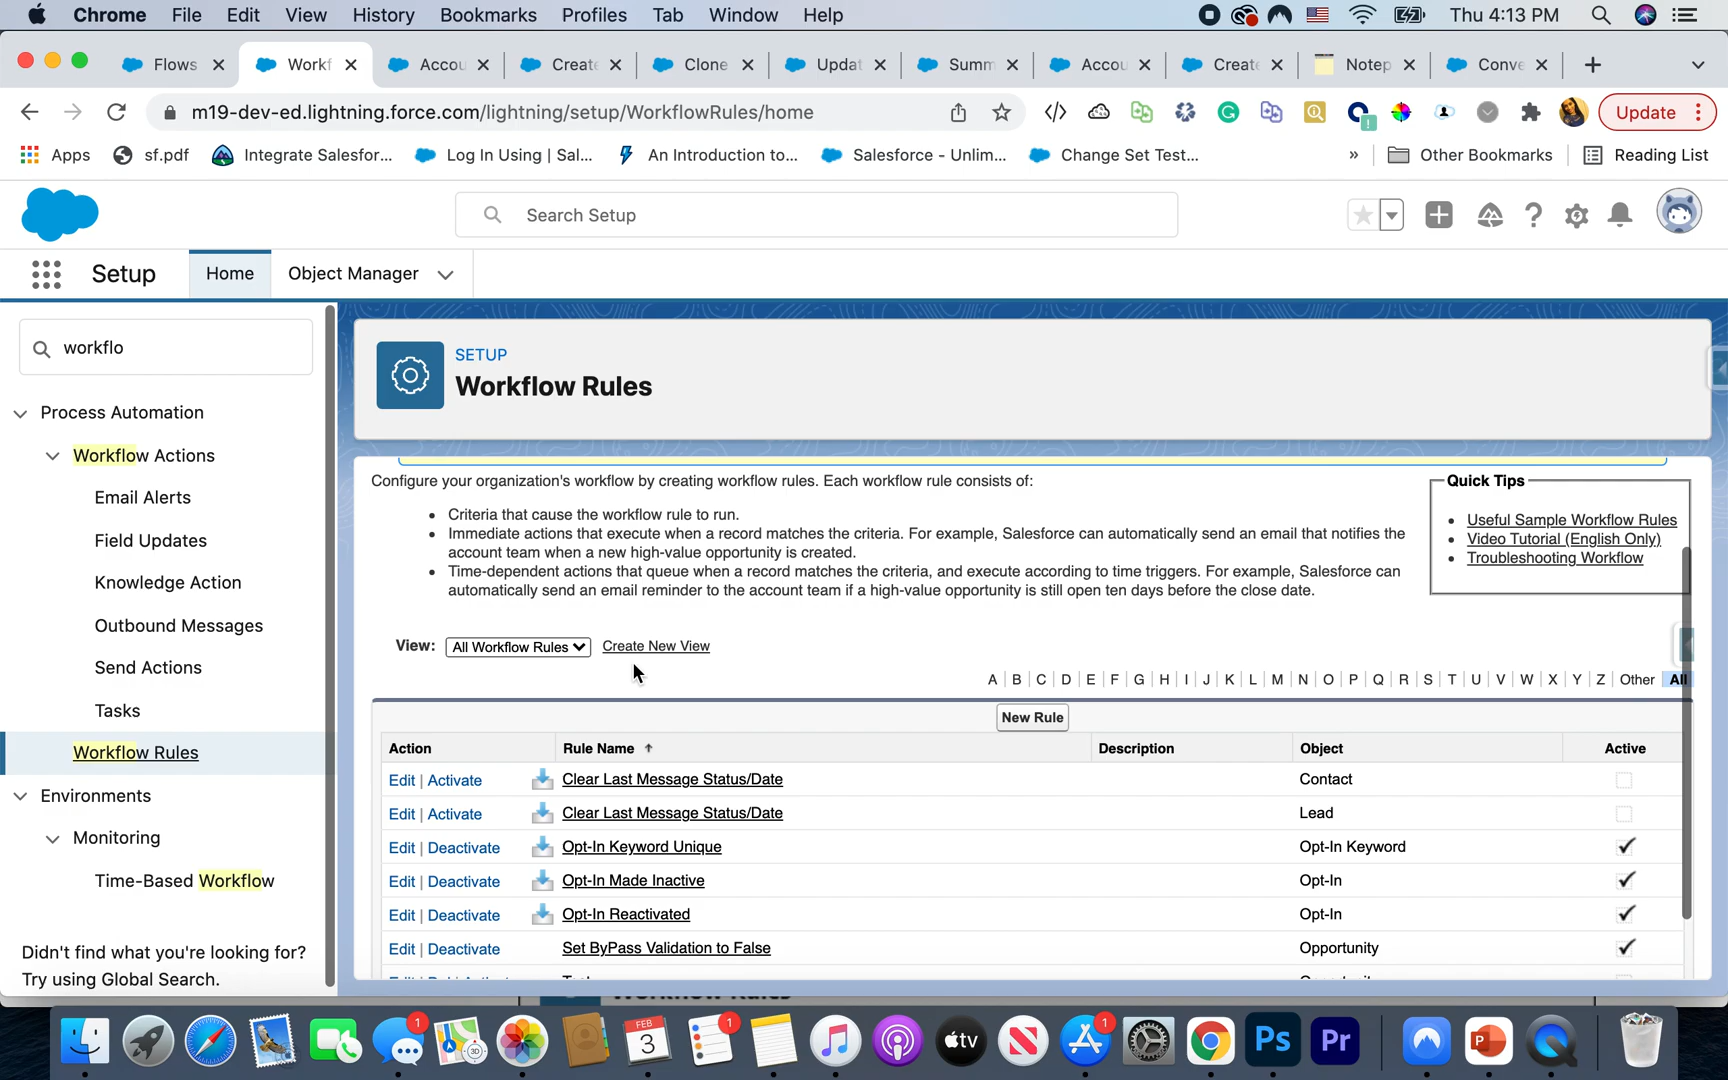 Chrome File Edit View History Bookmarks Profiles Tab Window Help Thu 4:13 PM
Flows Workf Accou Create Clone Updat Summ Accou Create Notep Conve
m19-dev-ed.lightning.force.com/lightning/setup/WorkflowRules/home Update
Apps sf.pdf Integrate Salesfor... Log In Using | Sal... An Introduction to... Salesforce - Unlim... Change Set Test... » Other Bookmarks Reading List
Search Setup
Setup Home Object Manager
workflo
Process Automation
Workflow Actions
Email Alerts
Field Updates
Knowledge Action
Outbound Messages
Send Actions
Tasks
Workflow Rules
Environments
Monitoring
Time-Based Workflow
Didn't find what you're looking for?
Try using Global Search.
SETUP
Workflow Rules
Configure your organization's workflow by creating workflow rules. Each workflow rule consists of:
• Criteria that cause the workflow rule to run.
• Immediate actions that execute when a record matches the criteria. For example, Salesforce can automatically send an email that notifies the
account team when a new high-value opportunity is created.
• Time-dependent actions that queue when a record matches the criteria, and execute according to time triggers. For example, Salesforce can
automatically send an email reminder to the account team if a high-value opportunity is still open ten days before the close date.
Quick Tips
• Useful Sample Workflow Rules
• Video Tutorial (English Only)
• Troubleshooting Workflow
View: All Workflow Rules Create New View
A | B | C | D | E | F | G | H | I | J | K | L | M | N | O | P | Q | R | S | T | U | V | W | X | Y | Z | Other | All
New Rule
Action Rule Name ↑ Description Object Active
Edit | Activate Clear Last Message Status/Date Contact
Edit | Activate Clear Last Message Status/Date Lead
Edit | Deactivate Opt-In Keyword Unique Opt-In Keyword
Edit | Deactivate Opt-In Made Inactive Opt-In
Edit | Deactivate Opt-In Reactivated Opt-In
Edit | Deactivate Set ByPass Validation to False Opportunity
1 FEB 3 1 tv 1 Ps Pr P